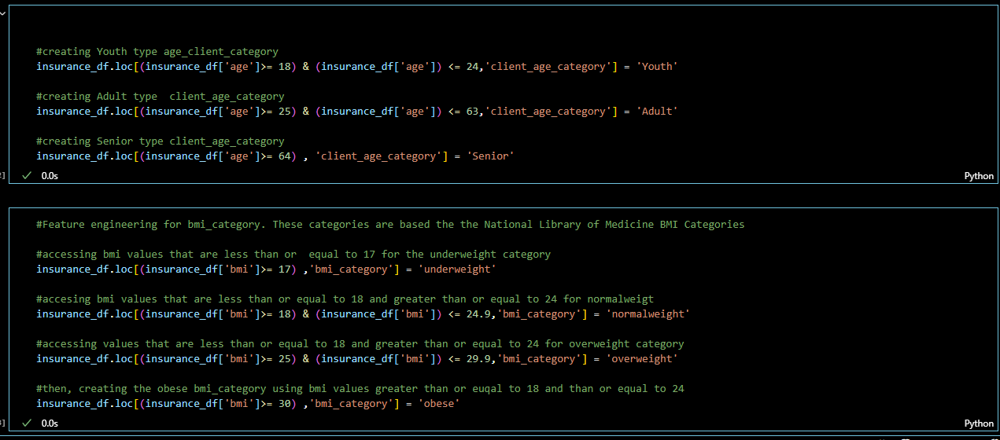 #creating Youth type age_client_category
insurance_df.loc[(insurance_df['age']>= 18) & (insurance_df['age']) <= 24,'client_age_category'] = 'Youth'
#creating Adult type  client_age_category
insurance_df.loc[(insurance_df['age']>= 25) & (insurance_df['age']) <= 63,'client_age_category'] = 'Adult'
#creating Senior type client_age_category
insurance_df.loc[(insurance_df['age']>= 64) , 'client_age_category'] = 'Senior'
0.0s
Python
#Feature engineering for bmi_category. These categories are based the the National Library of Medicine BMI Categories
#accessing bmi values that are less than or  equal to 17 for the underweight category
insurance_df.loc[(insurance_df['bmi']>= 17) ,'bmi_category'] = 'underweight'
#accesing bmi values that are less than or equal to 18 and greater than or equal to 24 for normalweigt
insurance_df.loc[(insurance_df['bmi']>= 18) & (insurance_df['bmi']) <= 24.9,'bmi_category'] = 'normalweight'
#accessing values that are less than or equal to 18 and greater than or equal to 24 for overweight category
insurance_df.loc[(insurance_df['bmi']>= 25) & (insurance_df['bmi']) <= 29.9,'bmi_category'] = 'overweight'
#then, creating the obese bmi_category using bmi values greater than or euqal to 18 and than or equal to 24
insurance_df.loc[(insurance_df['bmi']>= 30) ,'bmi_category'] = 'obese'
0.0s
Python